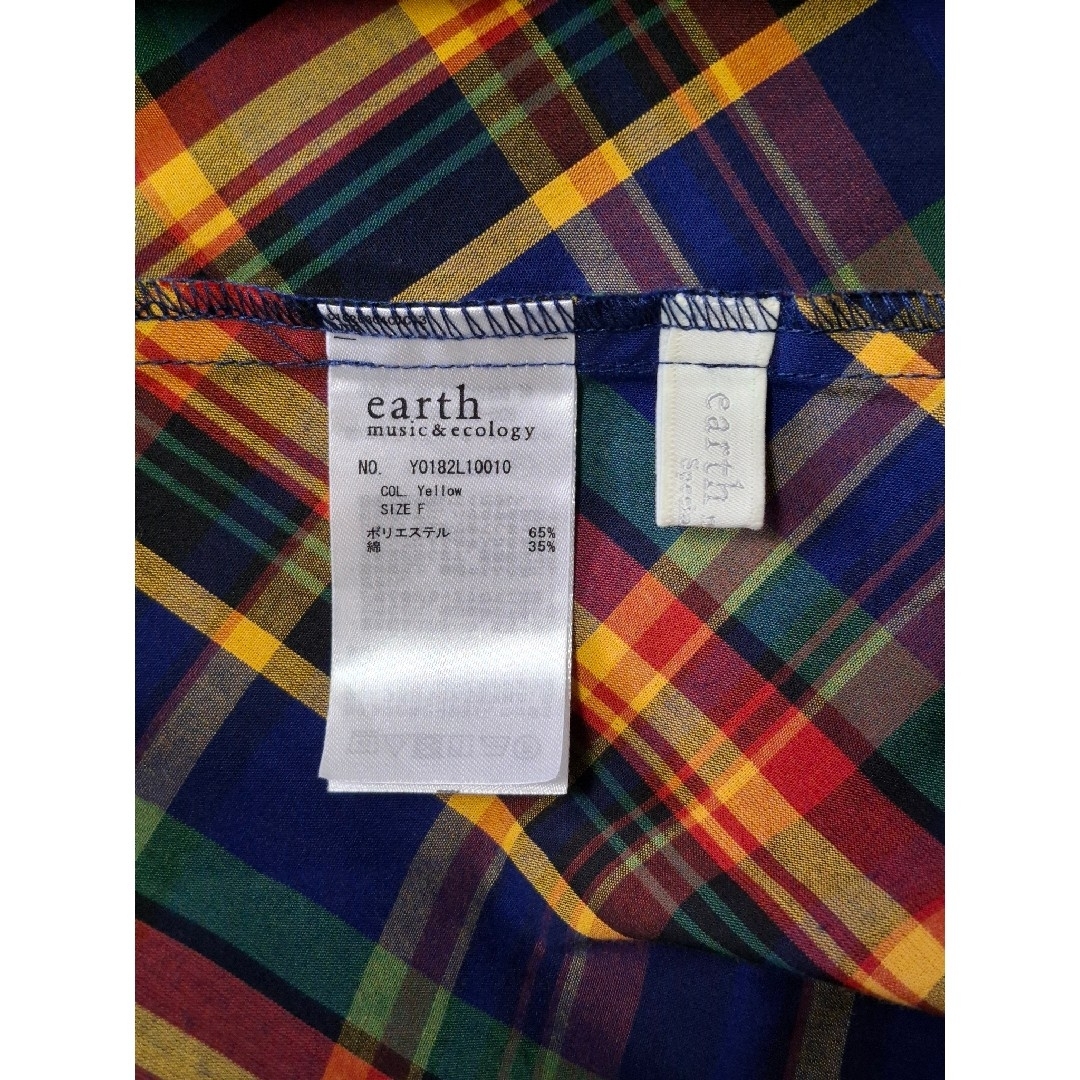 earth
music&ecology
NO. Y0182L10010
COL. Yellow
SIZE F
ポリエステル 65%
綿 35%
earth